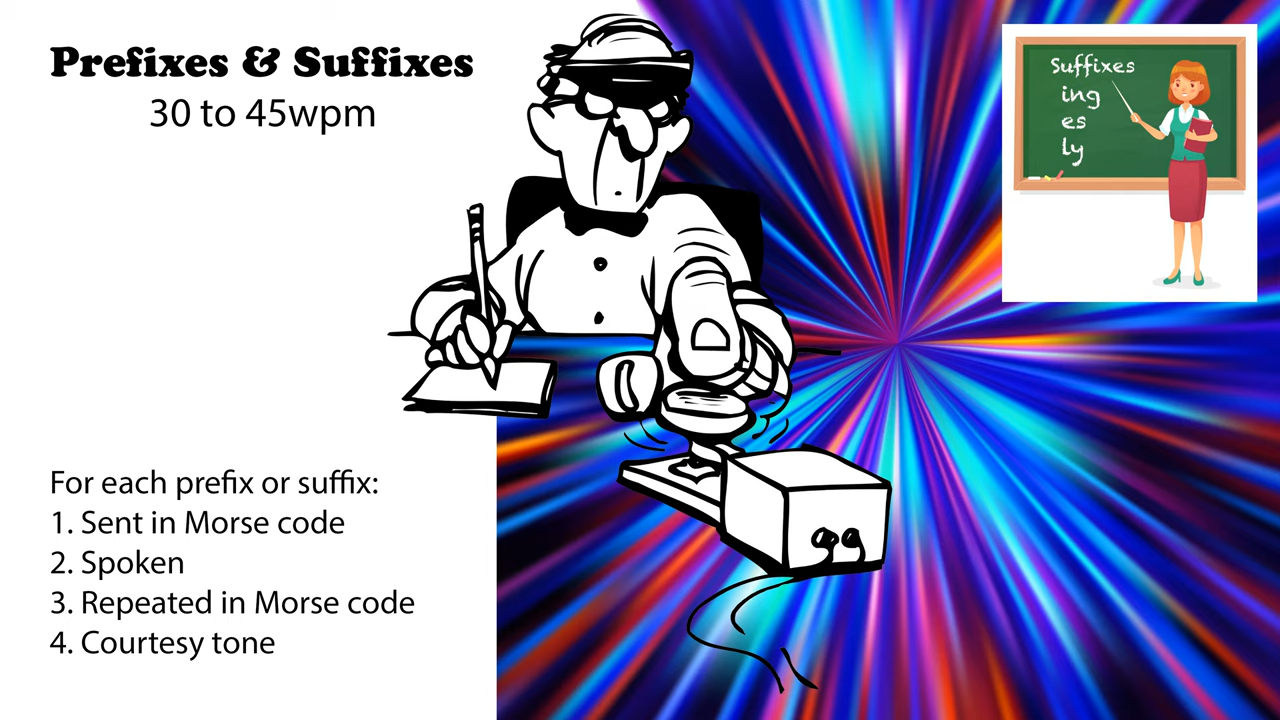 Prefixes & Suffixes
30 to 45wpm
Suffixes
ing
es
ly
For each prefix or suffix:
1. Sent in Morse code
2. Spoken
3. Repeated in Morse code
4. Courtesy tone